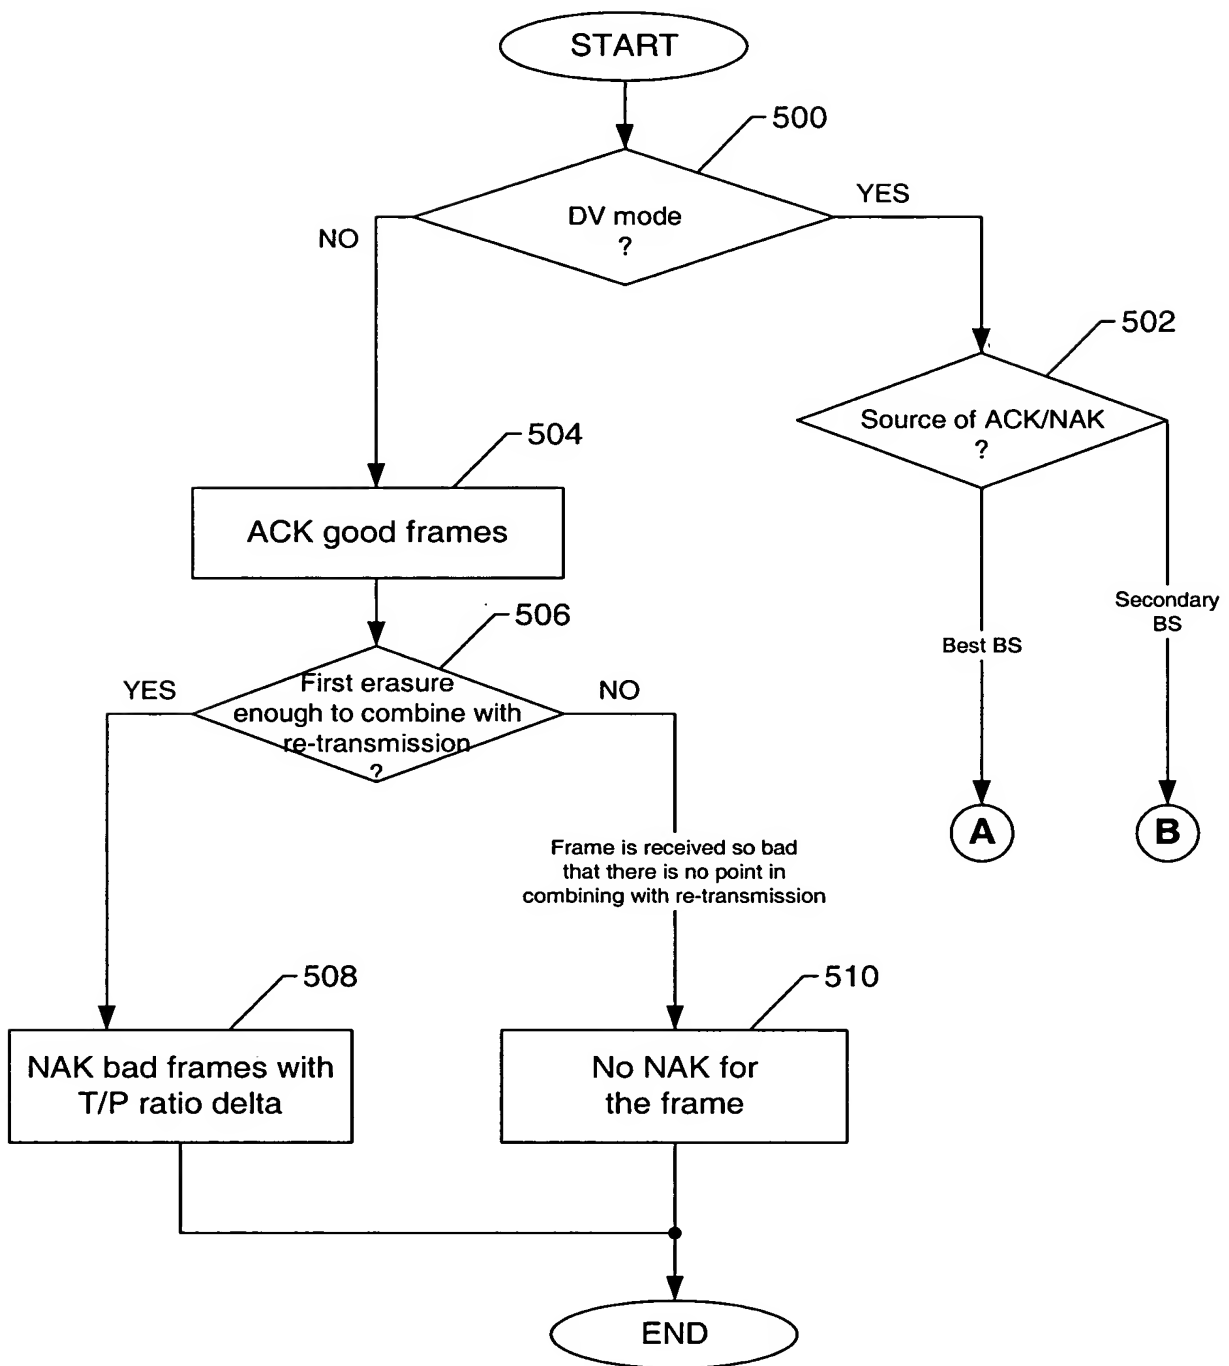 START
500
DV mode
?
YES
NO
502
Source of ACK/NAK
?
504
ACK good frames
506
First erasure
enough to combine with
re-transmission
?
YES
NO
Secondary
BS
Best BS
A
B
Frame is received so bad
that there is no point in
combining with re-transmission
508
NAK bad frames with
T/P ratio delta
510
No NAK for
the frame
END